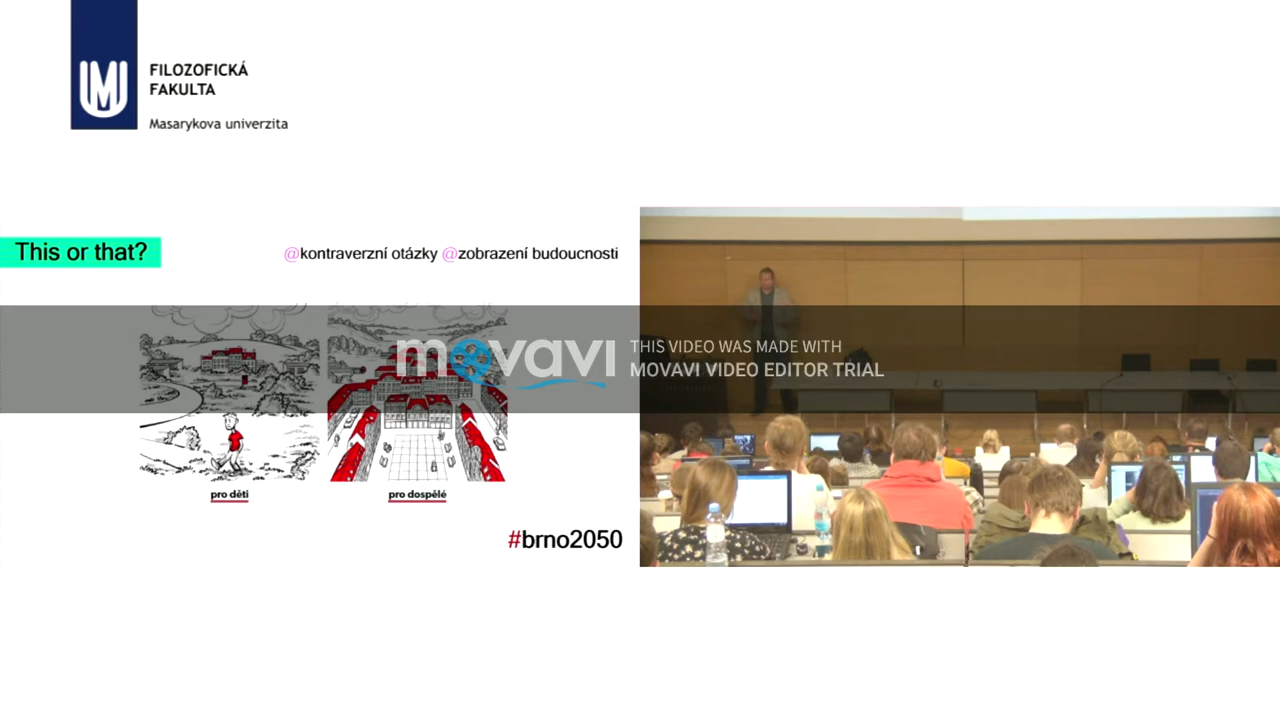 FILOZOFICKÁ
FAKULTA
Masarykova univerzita
This or that?
@kontraverzní otázky @zobrazení budoucnosti
movavi
THIS VIDEO WAS MADE WITH
MOVAVI VIDEO EDITOR TRIAL
pro děti
pro dospělé
#brno2050